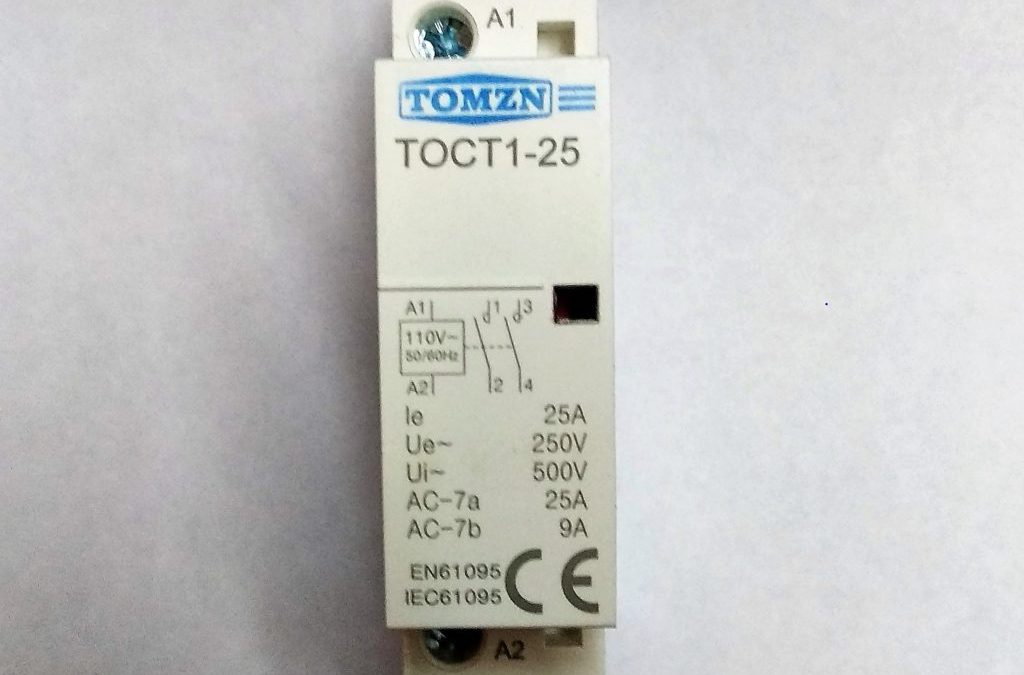 A1
TOMZN
TOCT1-25
A1 1 3
110V~
50/60Hz
A2 2 4
Ie 25A
Ue~ 250V
Ui~ 500V
AC-7a 25A
AC-7b 9A
EN61095
IEC61095
CE
A2